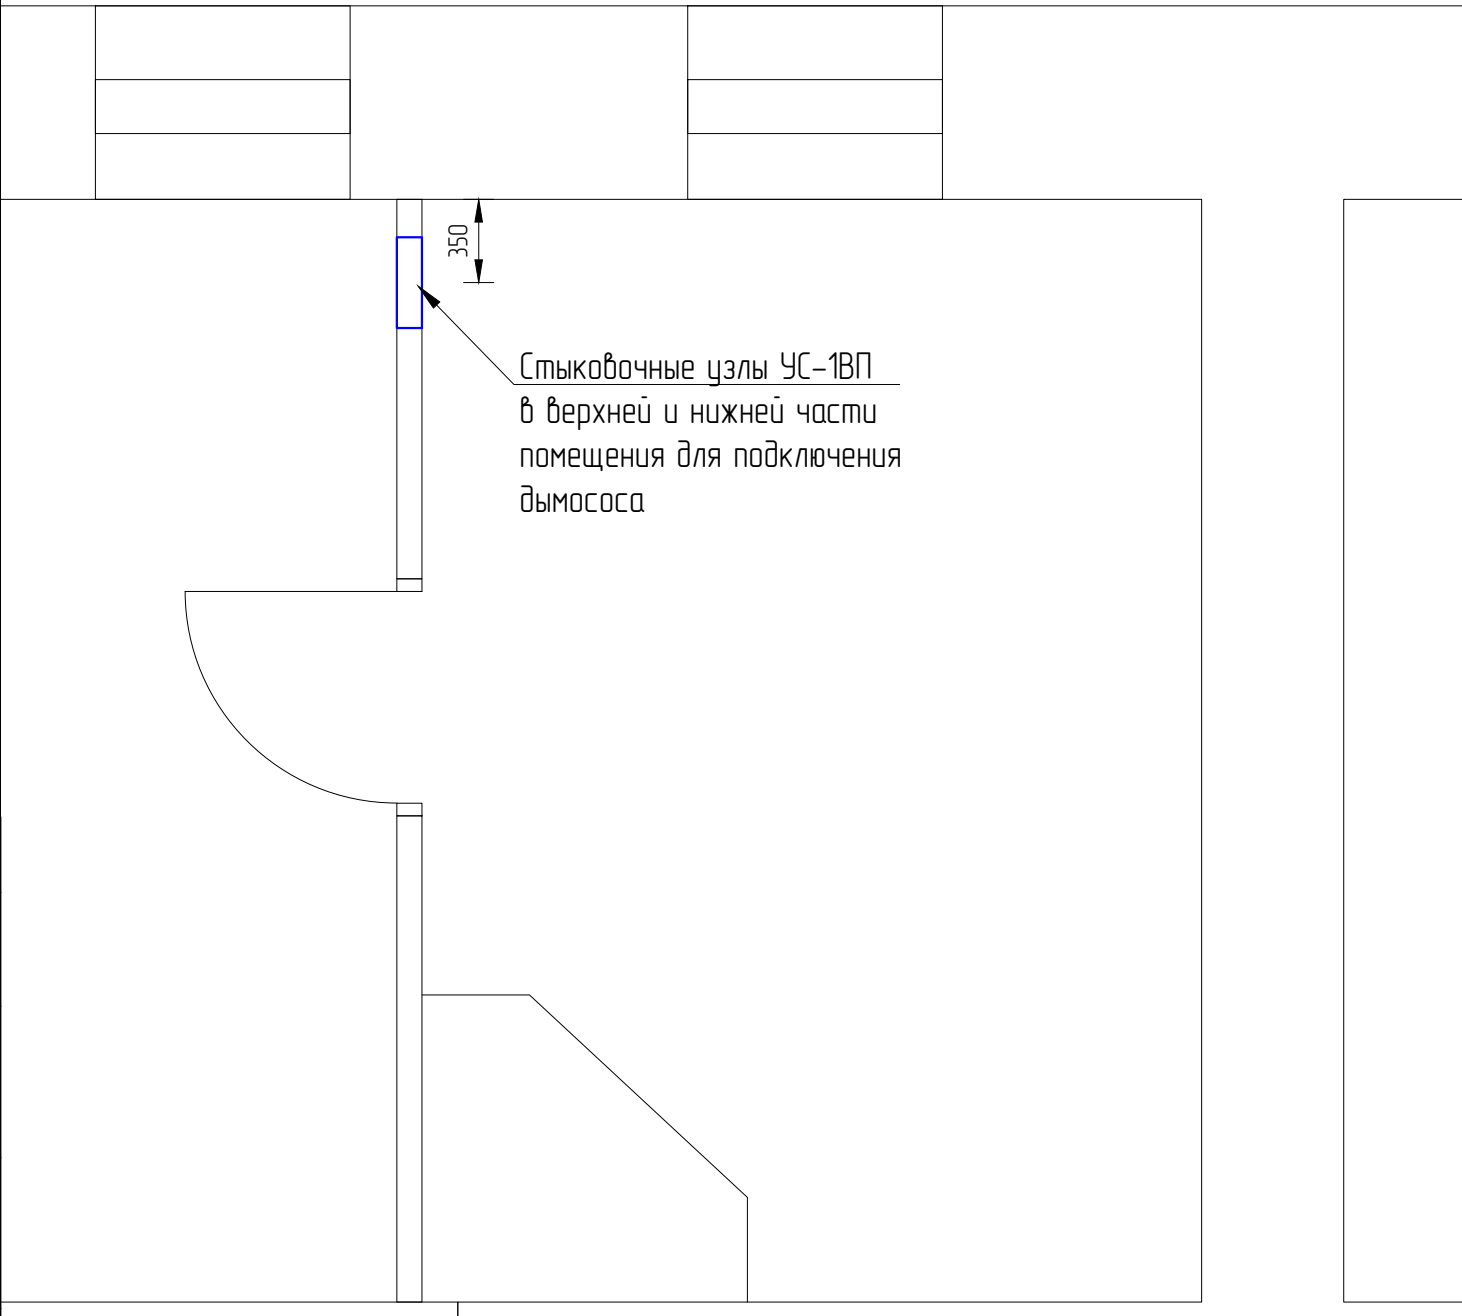 350
Стыковочные узлы УС-1ВП
в верхней и нижней части
помещения для подключения
дымососа